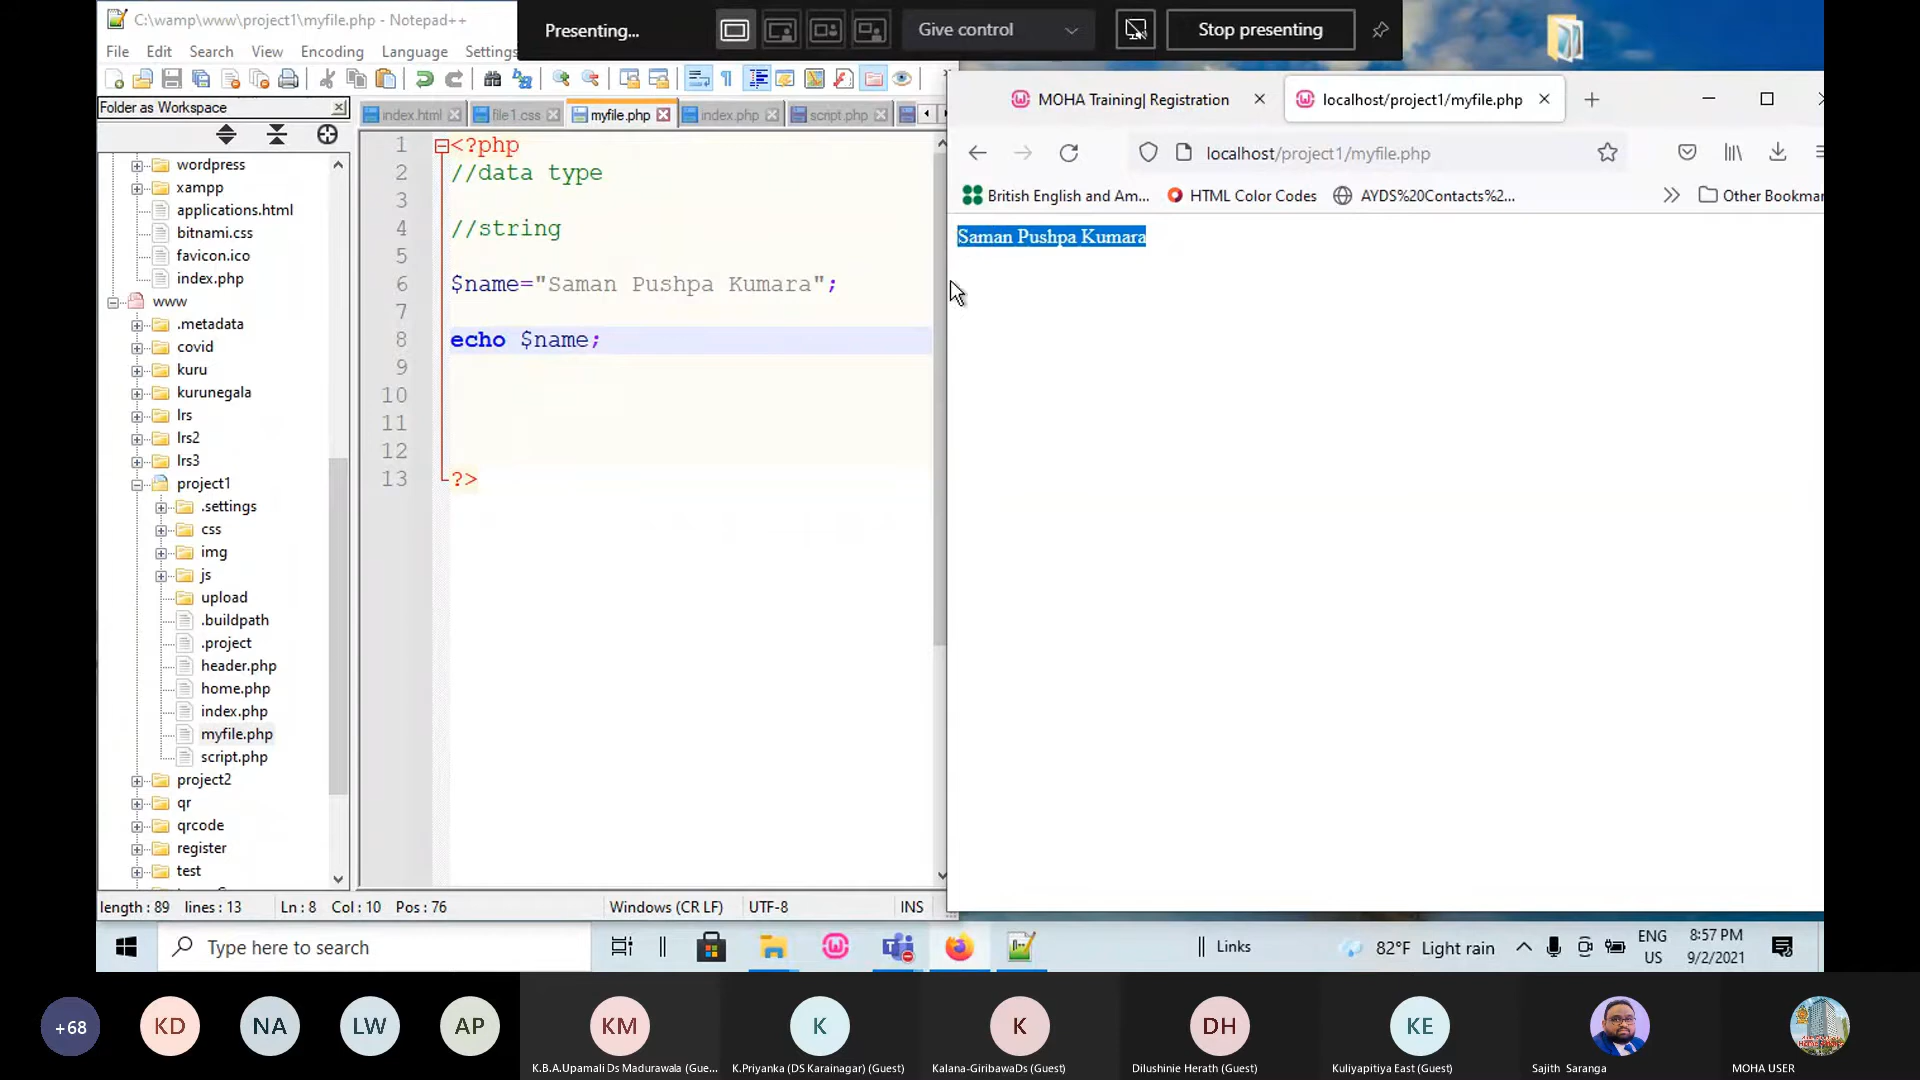 C:\wamp\www\project1\myfile.php - Notepad++
File Edit Search View Encoding Language Settings
Presenting...
Give control
Stop presenting
Folder as Workspace
wordpress
xampp
applications.html
bitnami.css
favicon.ico
index.php
www
.metadata
covid
kuru
kurunegala
lrs
lrs2
lrs3
project1
.settings
css
img
js
upload
.buildpath
.project
header.php
home.php
index.php
myfile.php
script.php
project2
qr
qrcode
register
test
index.html file1.css myfile.php index.php script.php
1 <?php
2 //data type
3
4 //string
5
6 $name="Saman Pushpa Kumara";
7
8 echo $name;
9
10
11
12
13 ?>
length : 89 lines : 13 Ln : 8 Col : 10 Pos : 76 Windows (CR LF) UTF-8 INS
MOHA Training| Registration
localhost/project1/myfile.php
localhost/project1/myfile.php
British English and Am... HTML Color Codes AYDS%20Contacts%2... Other Bookmar
Saman Pushpa Kumara
Type here to search
Links
82°F Light rain
ENG
US
8:57 PM
9/2/2021
+68 KD NA LW AP KM K K DH KE
K.B.A.Upamali Ds Madurawala (Gue... K.Priyanka (DS Karainagar) (Guest) Kalana-GiribawaDs (Guest) Dilushinie Herath (Guest) Kuliyapitiya East (Guest) Sajith Saranga MOHA USER